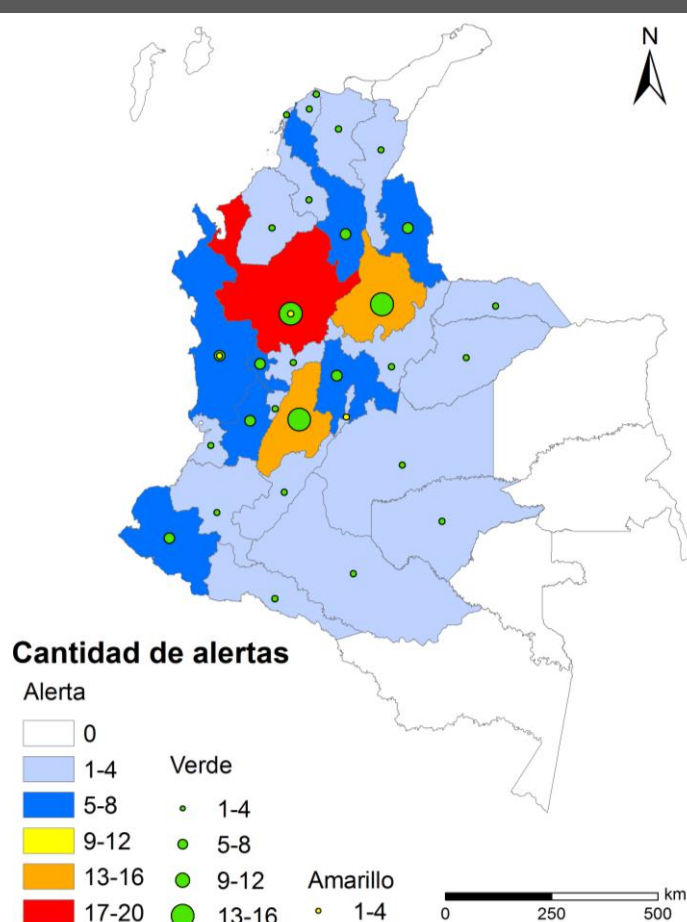 N
Cantidad de alertas
Alerta
0
1-4
5-8
9-12
13-16
17-20
Verde
1-4
5-8
9-12
13-16
Amarillo
1-4
km
0 250 500